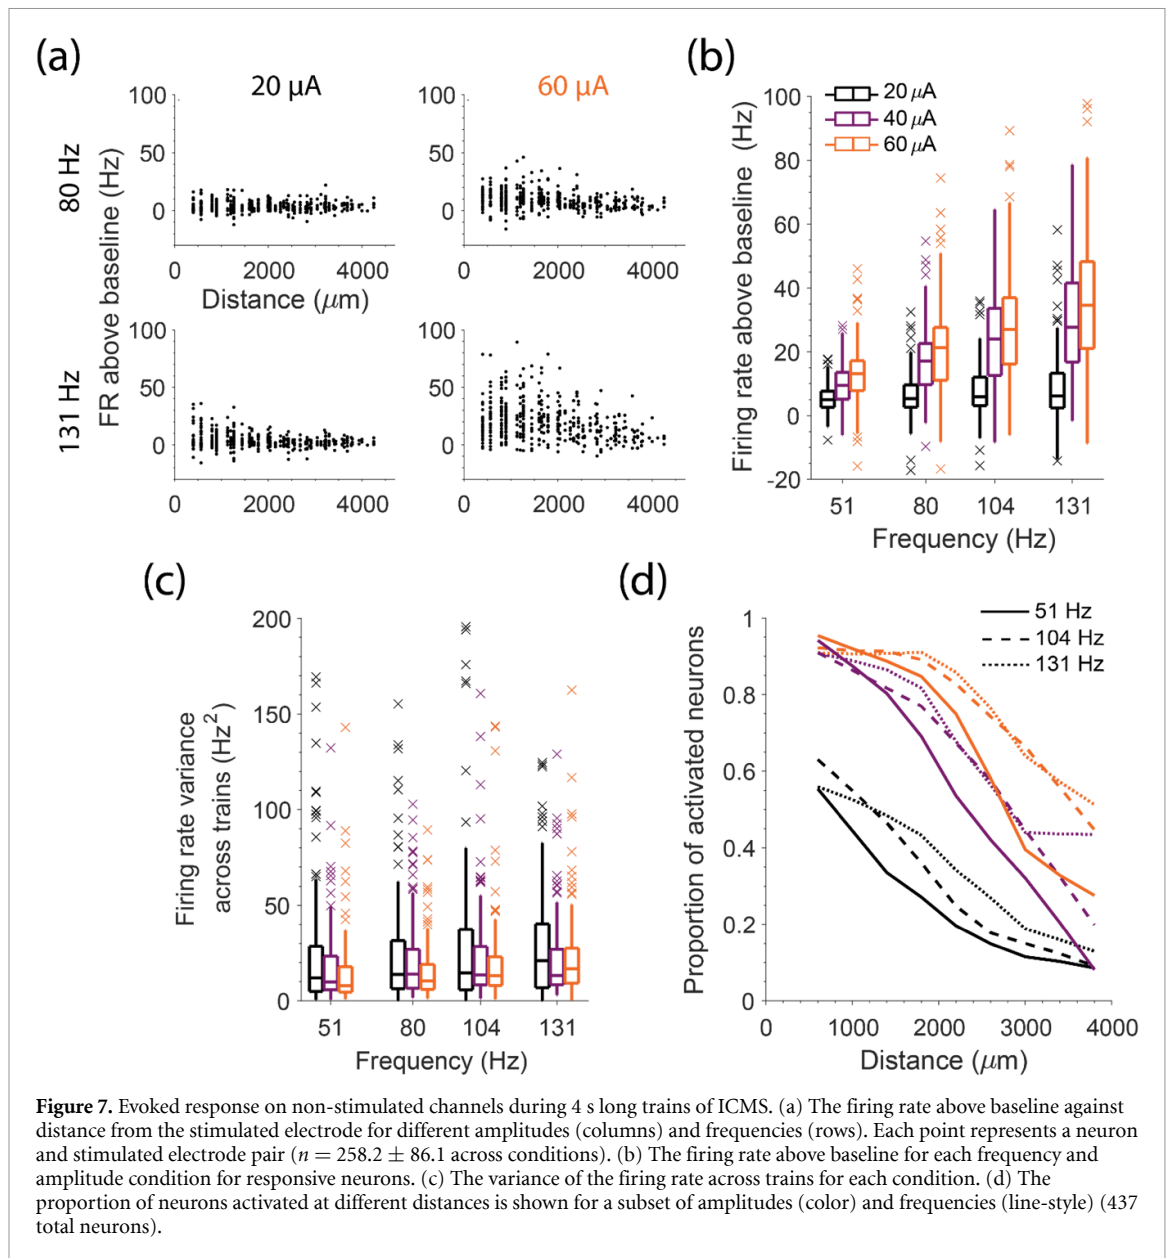 (a)
20 μA
60 μA
80 Hz
131 Hz
FR above baseline (Hz)
100
50
0
0 2000 4000
Distance (μm)
100
50
0
0 2000 4000
100
50
0
0 2000 4000
100
50
0
0 2000 4000
(b)
20 μA
40 μA
60 μA
Firing rate above baseline (Hz)
100
80
60
40
20
0
-20
51 80 104 131
Frequency (Hz)
(c)
Firing rate variance
across trains (Hz²)
200
150
100
50
0
51 80 104 131
Frequency (Hz)
(d)
51 Hz
104 Hz
131 Hz
Proportion of activated neurons
1
0.8
0.6
0.4
0.2
0
0 1000 2000 3000 4000
Distance (μm)
Figure 7. Evoked response on non-stimulated channels during 4 s long trains of ICMS. (a) The firing rate above baseline against
distance from the stimulated electrode for different amplitudes (columns) and frequencies (rows). Each point represents a neuron
and stimulated electrode pair (n = 258.2 ± 86.1 across conditions). (b) The firing rate above baseline for each frequency and
amplitude condition for responsive neurons. (c) The variance of the firing rate across trains for each condition. (d) The
proportion of neurons activated at different distances is shown for a subset of amplitudes (color) and frequencies (line-style) (437
total neurons).